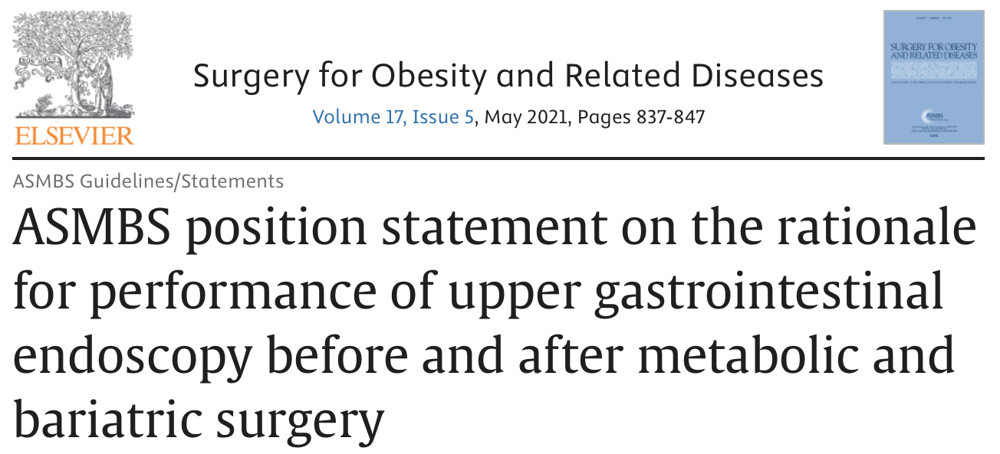 Surgery for Obesity and Related Diseases
Volume 17, Issue 5, May 2021, Pages 837-847
ELSEVIER
SURGERY FOR OBESITY
AND RELATED DISEASES
ASMBS
ASMBS Guidelines/Statements
ASMBS position statement on the rationale
for performance of upper gastrointestinal
endoscopy before and after metabolic and
bariatric surgery